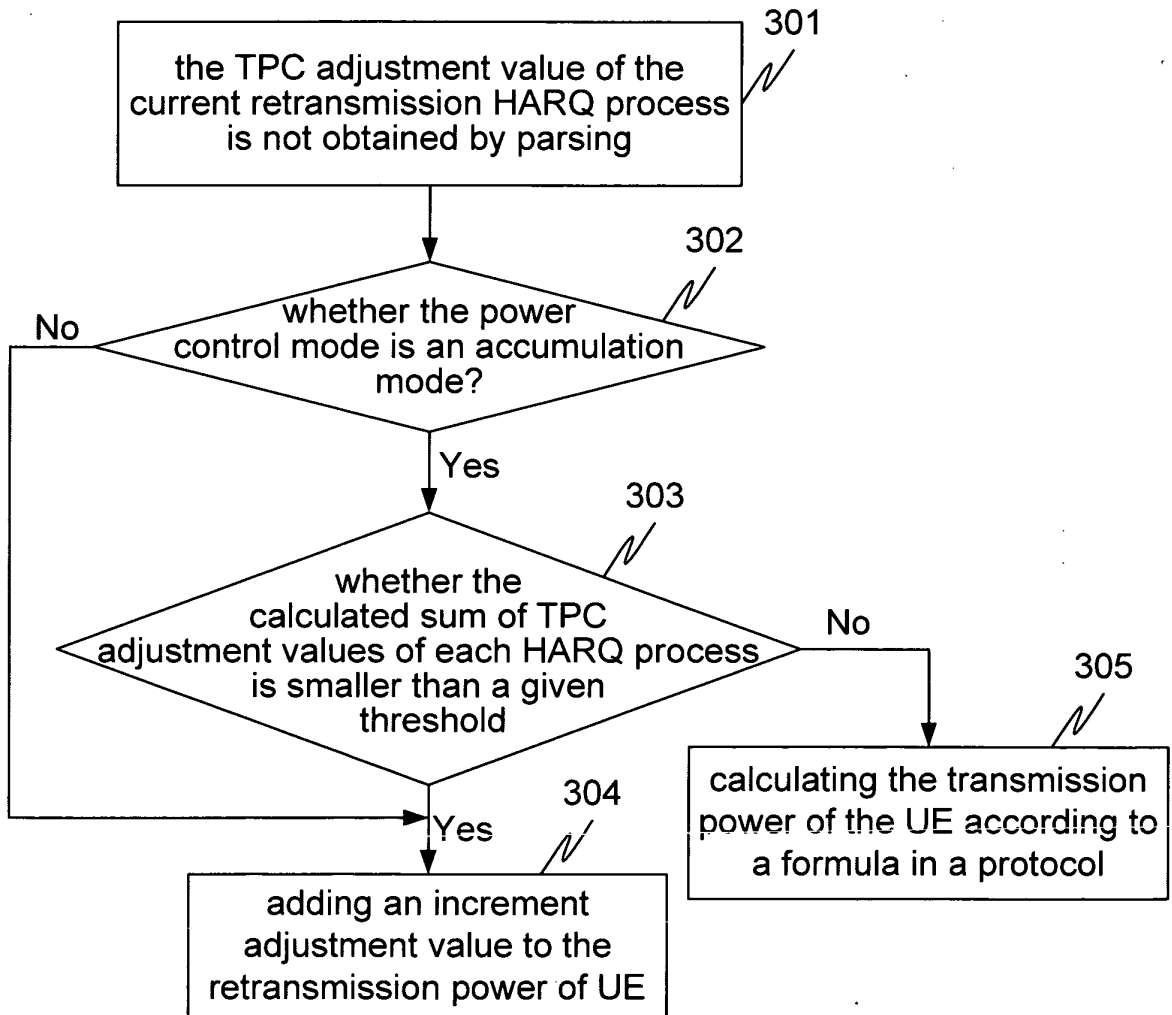 301
the TPC adjustment value of the
current retransmission HARQ process
is not obtained by parsing
302
whether the power
control mode is an accumulation
mode?
No
Yes
303
whether the
calculated sum of TPC
adjustment values of each HARQ process
is smaller than a given
threshold
No
305
calculating the transmission
power of the UE according to
a formula in a protocol
Yes
304
adding an increment
adjustment value to the
retransmission power of UE